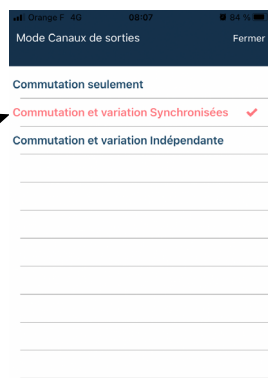 Orange F 4G 08:07 84 %
Mode Canaux de sorties Fermer
Commutation seulement
Commutation et variation Synchronisées
Commutation et variation Indépendante